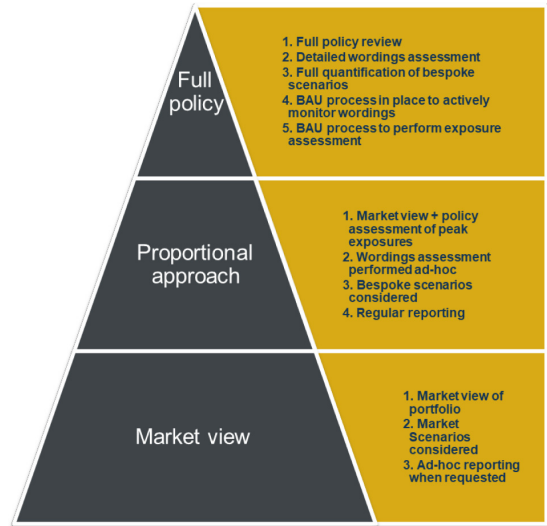 Full
policy
1. Full policy review
2. Detailed wordings assessment
3. Full quantification of bespoke
scenarios
4. BAU process in place to actively
monitor wordings
5. BAU process to perform exposure
assessment
Proportional
approach
1. Market view + policy
assessment of peak
exposures
2. Wordings assessment
performed ad-hoc
3. Bespoke scenarios
considered
4. Regular reporting
Market view
1. Market view of
portfolio
2. Market
Scenarios
considered
3. Ad-hoc reporting
when requested